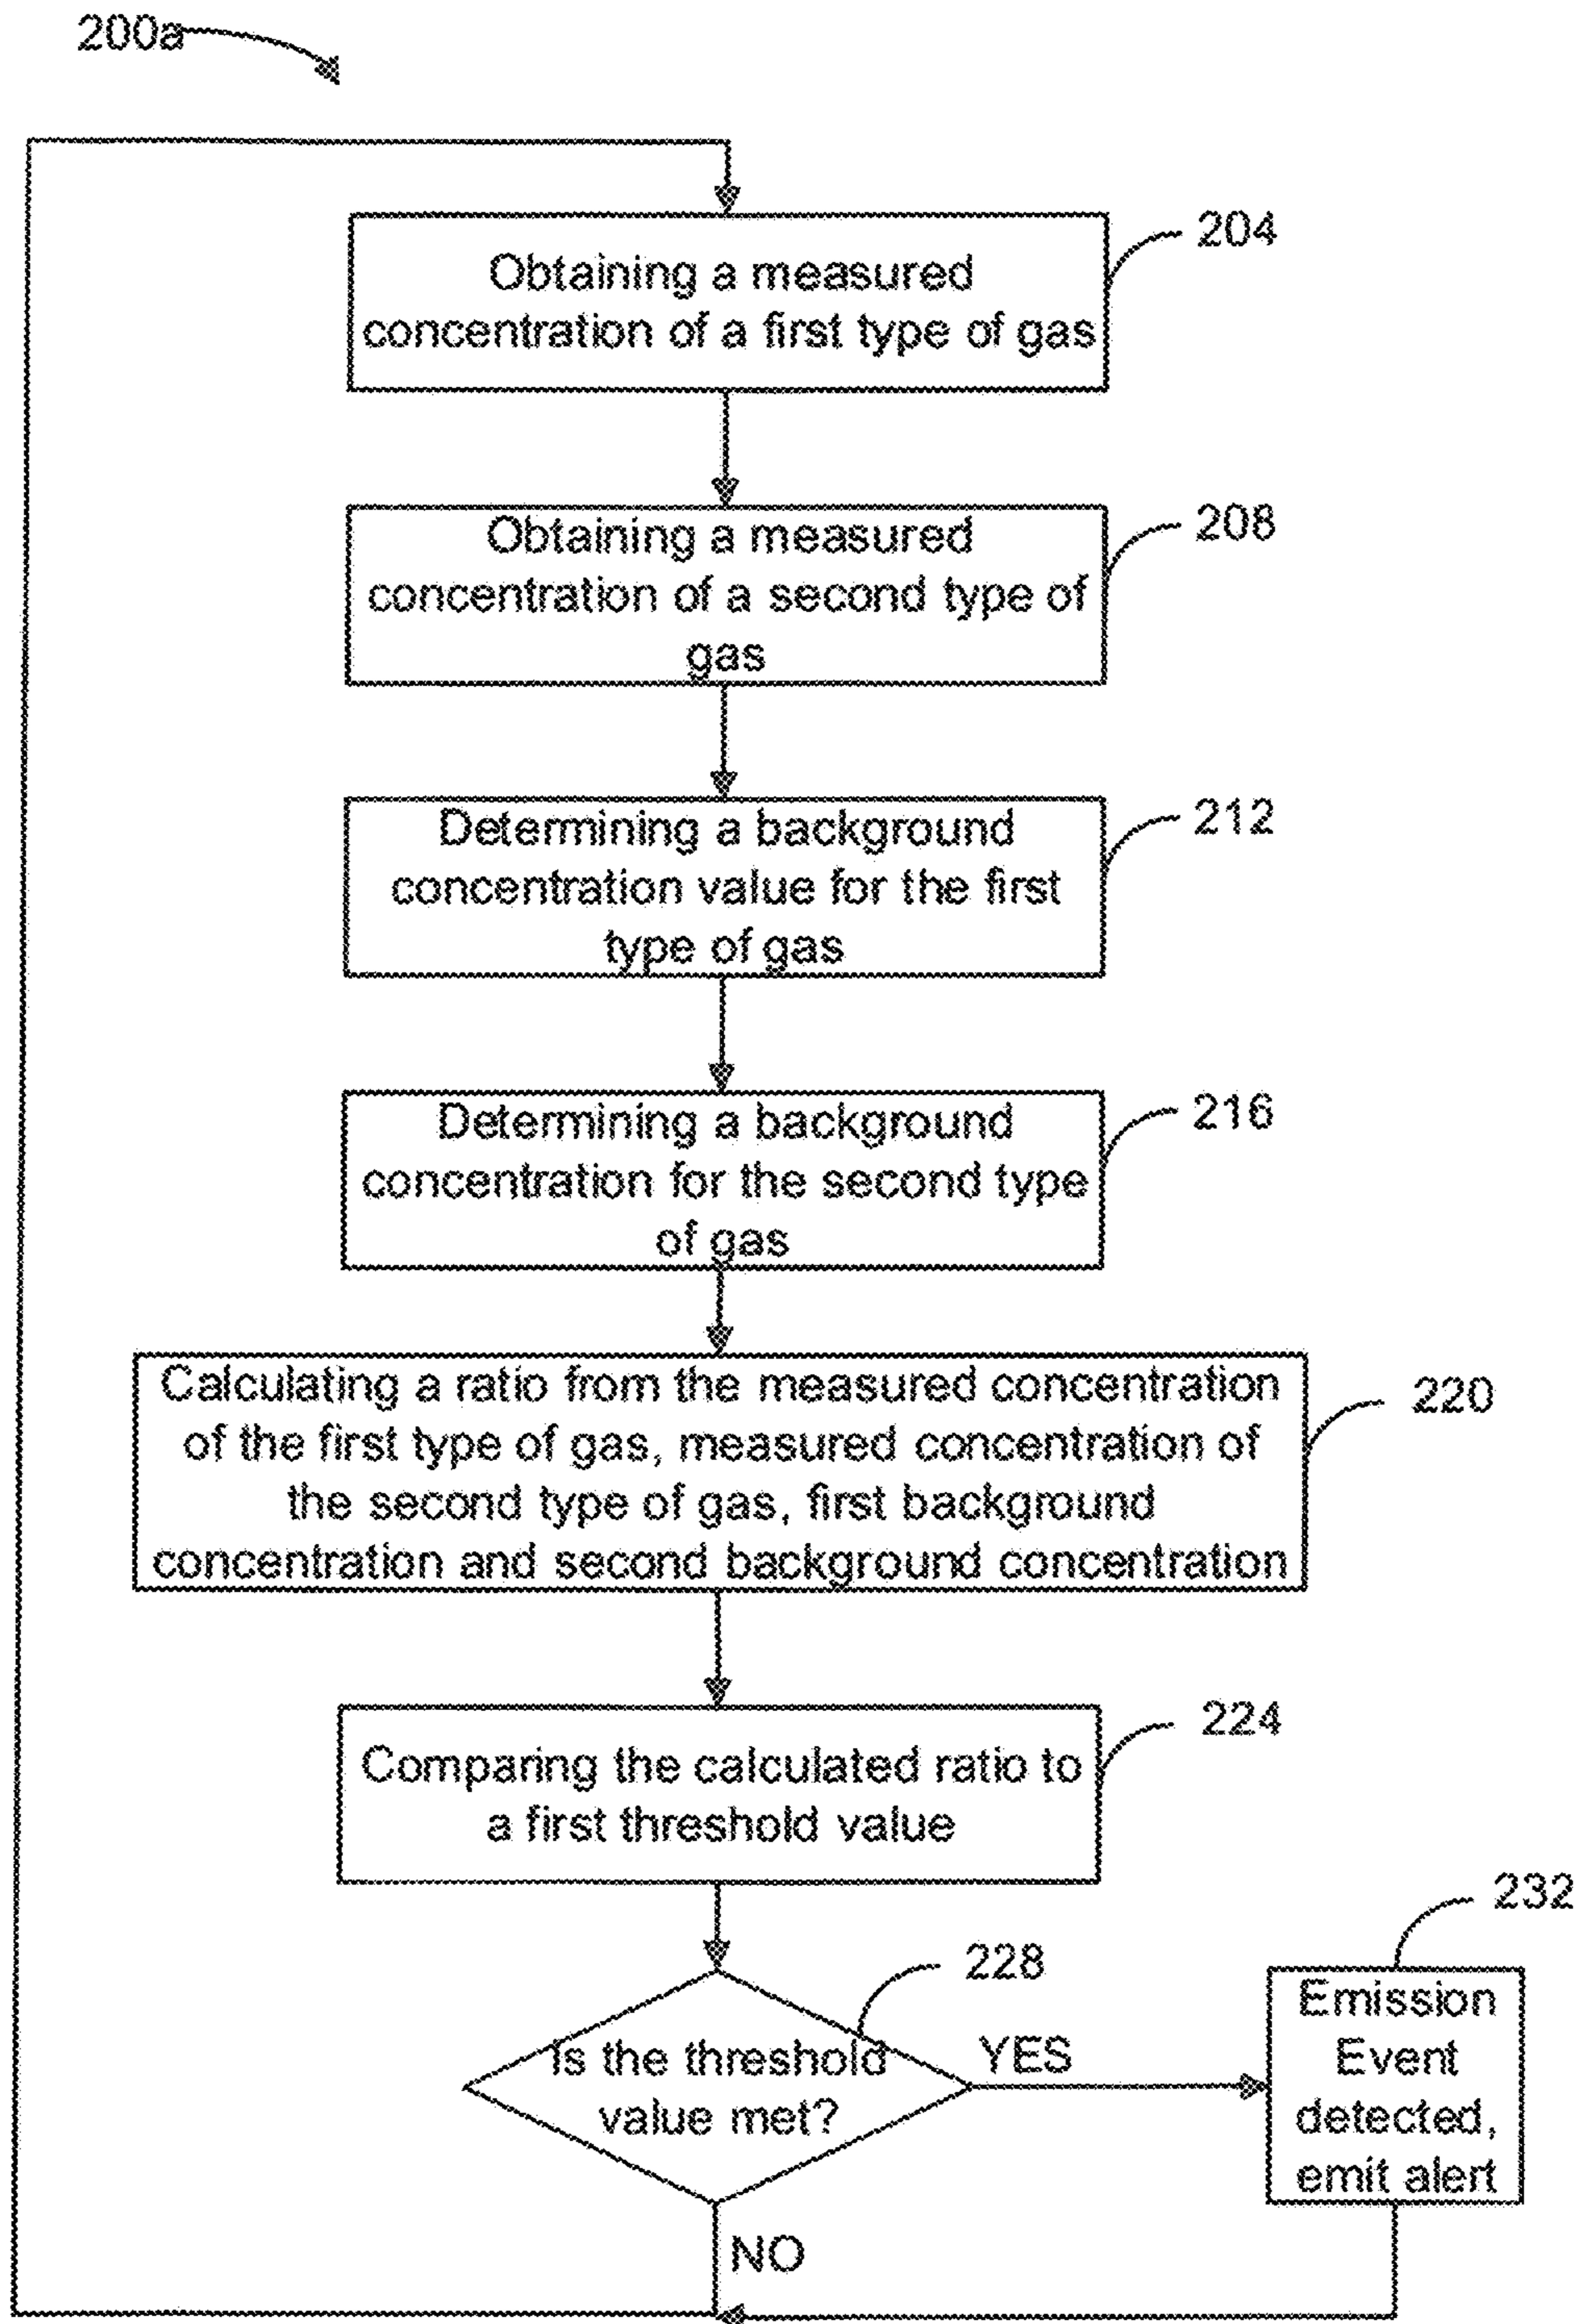 200a
Obtaining a measured
concentration of a first type of gas
204
Obtaining a measured
concentration of a second type of
gas
208
Determining a background
concentration value for the first
type of gas
212
Determining a background
concentration for the second type
of gas
216
Calculating a ratio from the measured concentration
of the first type of gas, measured concentration of
the second type of gas, first background
concentration and second background concentration
220
Comparing the calculated ratio to
a first threshold value
224
Is the threshold
value met?
228
YES
NO
Emission
Event
detected,
emit alert
232